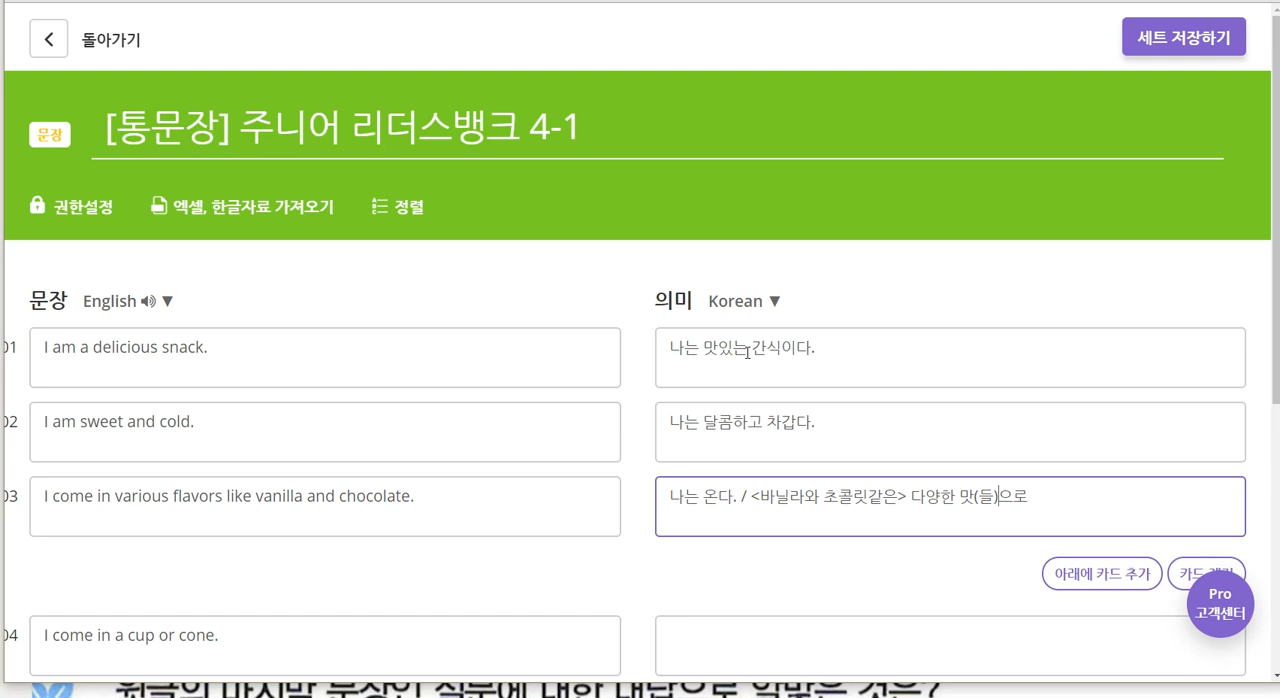 돌아가기
세트 저장하기
문장
[통문장] 주니어 리더스뱅크 4-1
권한설정
엑셀, 한글자료 가져오기
정렬
문장 English ▼
의미 Korean ▼
01 I am a delicious snack.
나는 맛있는 간식이다.
02 I am sweet and cold.
나는 달콤하고 차갑다.
03 I come in various flavors like vanilla and chocolate.
나는 온다. / <바닐라와 초콜릿같은> 다양한 맛(들)으로
아래에 카드 추가
카드
Pro
고객센터
04 I come in a cup or cone.